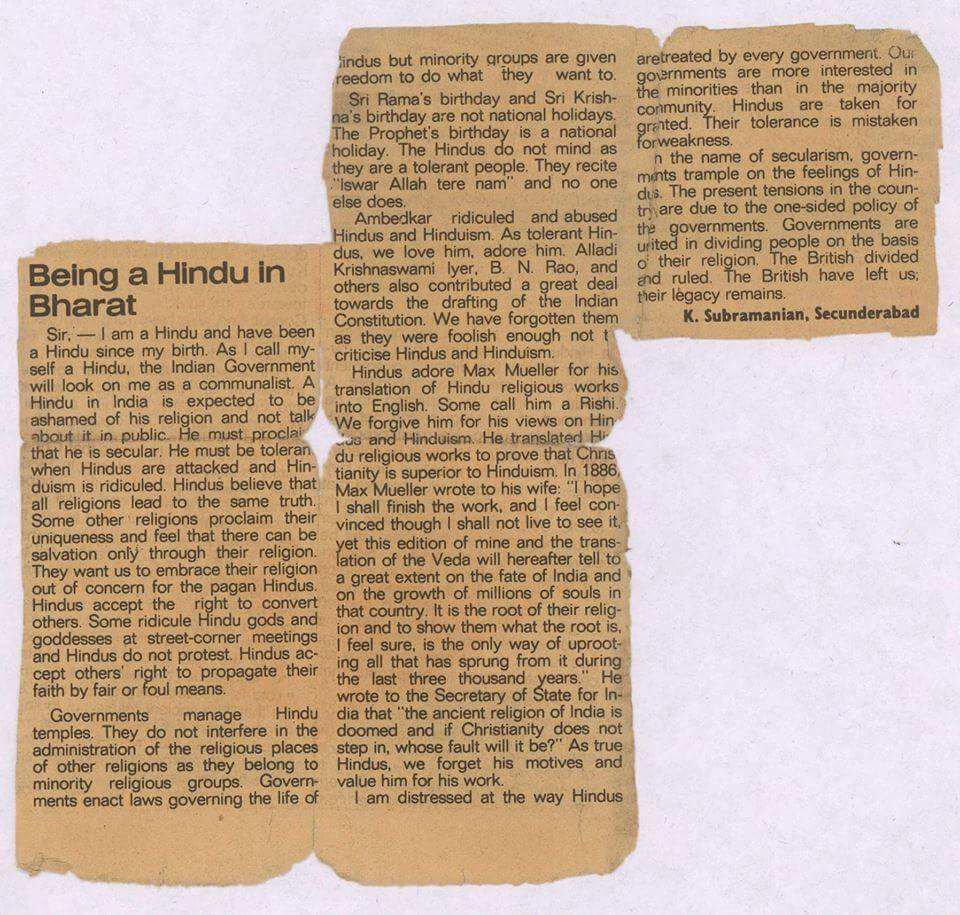 Being a Hindu in
Bharat
Sir, — I am a Hindu and have been
a Hindu since my birth. As I call my-
self a Hindu, the Indian Government
will look on me as a communalist. A
Hindu in India is expected to be
ashamed of his religion and not talk
about it in public. He must proclai
that he is secular. He must be toleran
when Hindus are attacked and Hin-
duism is ridiculed. Hindus believe that
all religions lead to the same truth.
Some other religions proclaim their
uniqueness and feel that there can be
salvation only through their religion.
They want us to embrace their religion
out of concern for the pagan Hindus.
Hindus accept the right to convert
others. Some ridicule Hindu gods and
goddesses at street-corner meetings
and Hindus do not protest. Hindus ac-
cept others' right to propagate their
faith by fair or foul means.
Governments manage Hindu
temples. They do not interfere in the
administration of the religious places
of other religions as they belong to
minority religious groups. Govern-
ments enact laws governing the life of
indus but minority groups are given
reedom to do what they want to.
Sri Rama's birthday and Sri Krish-
na's birthday are not national holidays.
The Prophet's birthday is a national
holiday. The Hindus do not mind as
they are a tolerant people. They recite
"Iswar Allah tere nam" and no one
else does.
Ambedkar ridiculed and abused
Hindus and Hinduism. As tolerant Hin-
dus, we love him, adore him. Alladi
Krishnaswami Iyer, B. N. Rao, and
others also contributed a great deal
towards the drafting of the Indian
Constitution. We have forgotten them
as they were foolish enough not t
criticise Hindus and Hinduism.
Hindus adore Max Mueller for his
translation of Hindu religious works
into English. Some call him a Rishi.
We forgive him for his views on Hin
dus and Hinduism. He translated Hi
du religious works to prove that Chris
tianity is superior to Hinduism. In 1886,
Max Mueller wrote to his wife: "I hope
I shall finish the work, and I feel con-
vinced though I shall not live to see it,
yet this edition of mine and the trans-
lation of the Veda will hereafter tell to
a great extent on the fate of India and
on the growth of millions of souls in
that country. It is the root of their relig-
ion and to show them what the root is,
I feel sure, is the only way of uproot-
ing all that has sprung from it during
the last three thousand years." He
wrote to the Secretary of State for In-
dia that "the ancient religion of India is
doomed and if Christianity does not
step in, whose fault will it be?" As true
Hindus, we forget his motives and
value him for his work.
I am distressed at the way Hindus
are treated by every government. Our
governments are more interested in
the minorities than in the majority
community. Hindus are taken for
granted. Their tolerance is mistaken
for weakness.
n the name of secularism, govern-
ments trample on the feelings of Hin-
dus. The present tensions in the coun-
try are due to the one-sided policy of
the governments. Governments are
united in dividing people on the basis
o their religion. The British divided
and ruled. The British have left us;
their legacy remains.
K. Subramanian, Secunderabad